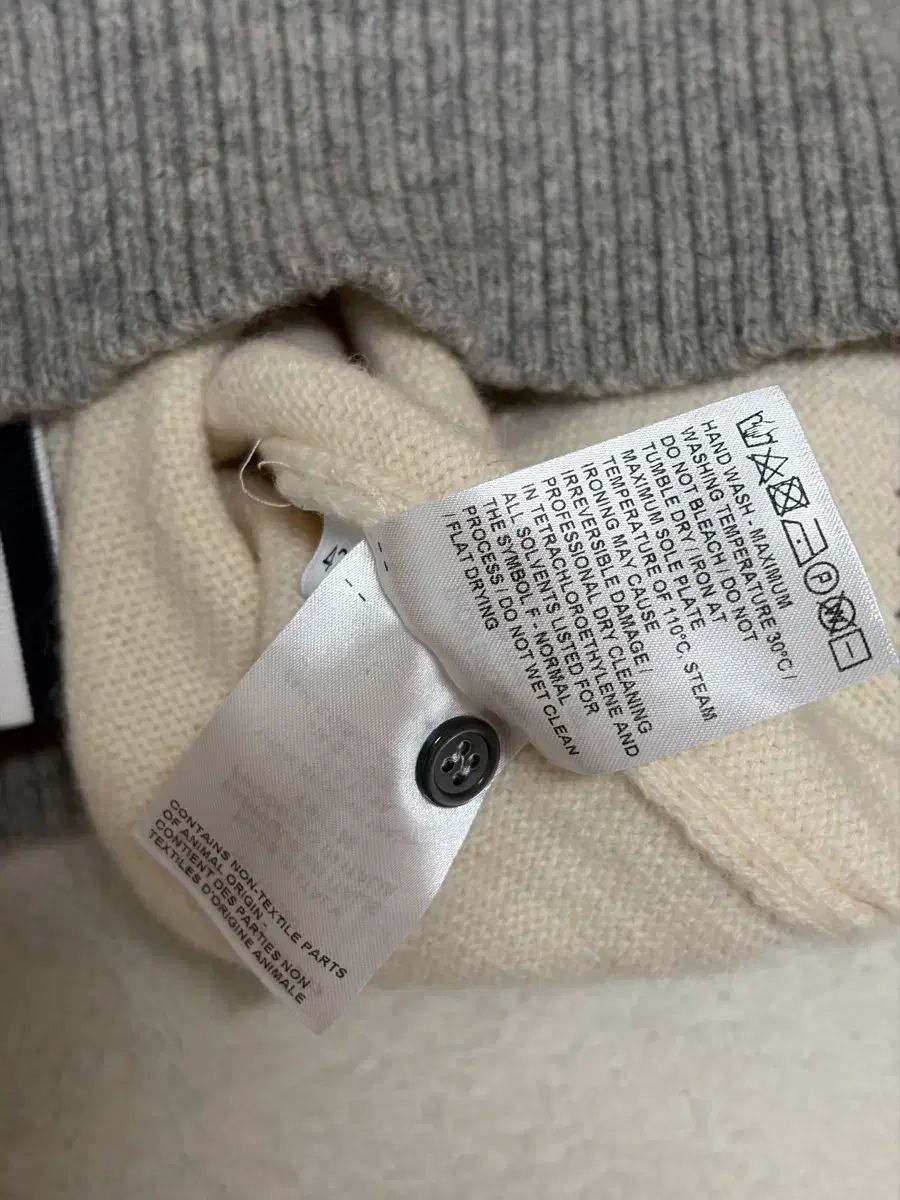 HAND WASH - MAXIMUM
WASHING TEMPERATURE 30°C /
DO NOT BLEACH / DO NOT
TUMBLE DRY / IRON AT
MAXIMUM SOLE PLATE
TEMPERATURE OF 110°C, STEAM
IRONING MAY CAUSE
IRREVERSIBLE DAMAGE /
PROFESSIONAL DRY CLEANING
IN TETRACHLOROETHYLENE AND
ALL SOLVENTS LISTED FOR
THE SYMBOL F - NORMAL
PROCESS / DO NOT WET CLEAN
/ FLAT DRYING
P
CONTAINS NON-TEXTILE PARTS
OF ANIMAL ORIGIN -
CONTIENT DES PARTIES NON
TEXTILES D'ORIGINE ANIMALE